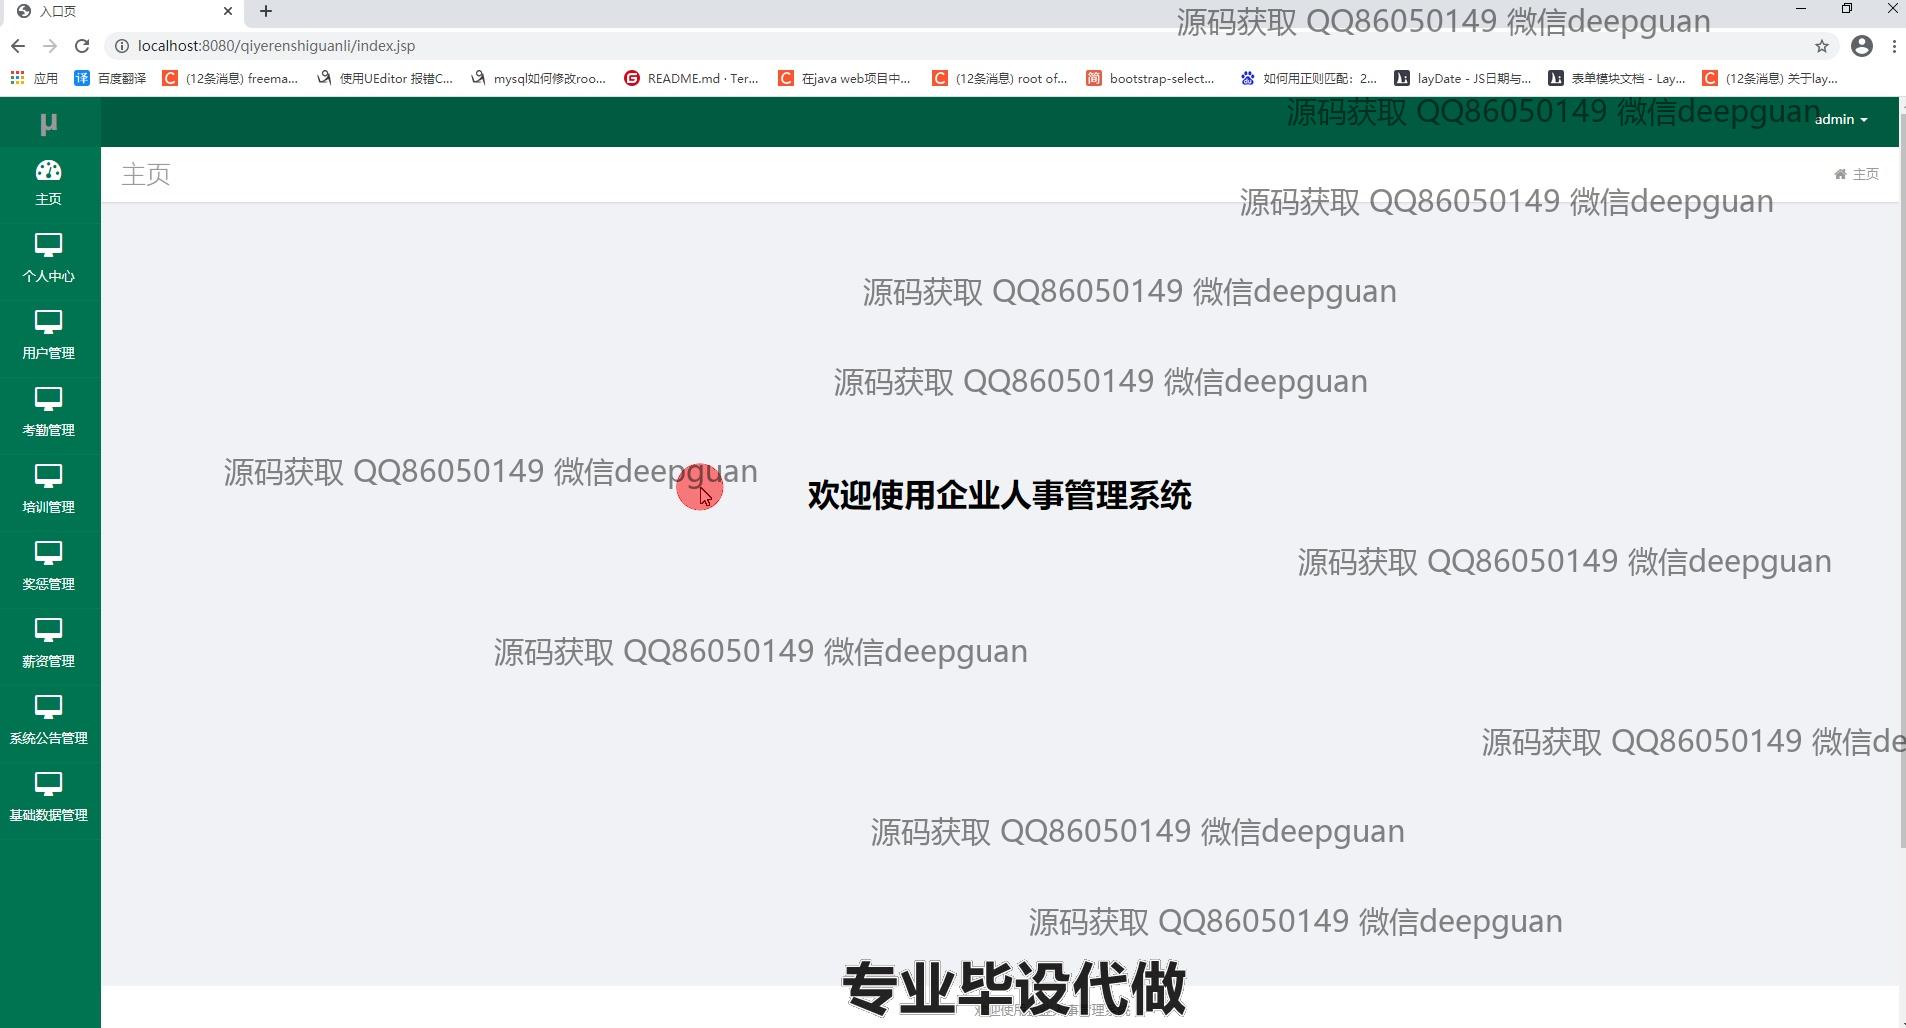 入口页
源码获取 QQ86050149 微信deepguan
localhost:8080/qiyerenshiguanli/index.jsp
应用 百度翻译 (12条消息) freema... 使用UEditor 报错C... mysql如何修改roo... README.md · Ter... 在java web项目中... (12条消息) root of... bootstrap-select... 如何用正则匹配：2... layDate - JS日期与... 表单模块文档 - Lay... (12条消息) 关于lay...
μ
源码获取 QQ86050149 微信deepguan
admin
主页
主页
主页
源码获取 QQ86050149 微信deepguan
个人中心
源码获取 QQ86050149 微信deepguan
用户管理
源码获取 QQ86050149 微信deepguan
考勤管理
源码获取 QQ86050149 微信deepguan
欢迎使用企业人事管理系统
培训管理
源码获取 QQ86050149 微信deepguan
奖惩管理
源码获取 QQ86050149 微信deepguan
薪资管理
源码获取 QQ86050149 微信de
系统公告管理
基础数据管理
源码获取 QQ86050149 微信deepguan
源码获取 QQ86050149 微信deepguan
专业毕设代做